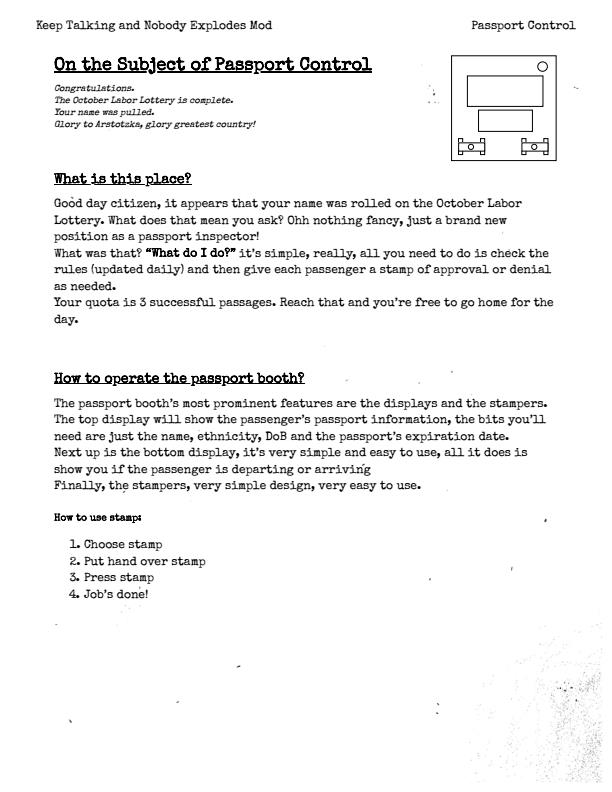 Keep Talking and Nobody Explodes Mod
Passport Control
On the Subject of Passport Control
Congratulations.
The October Labor Lottery is complete.
Your name was pulled.
Glory to Arstotzka, glory greatest country!
What is this place?
Good day citizen, it appears that your name was rolled on the October Labor
Lottery. What does that mean you ask? Ohh nothing fancy, just a brand new
position as a passport inspector!
What was that? “What do I do?” it’s simple, really, all you need to do is check the
rules (updated daily) and then give each passenger a stamp of approval or denial
as needed.
Your quota is 3 successful passages. Reach that and you’re free to go home for the
day.
How to operate the passport booth?
The passport booth’s most prominent features are the displays and the stampers.
The top display will show the passenger’s passport information, the bits you’ll
need are just the name, ethnicity, DoB and the passport’s expiration date.
Next up is the bottom display, it’s very simple and easy to use, all it does is
show you if the passenger is departing or arriving
Finally, the stampers, very simple design, very easy to use.
How to use stamp:
1. Choose stamp
2. Put hand over stamp
3. Press stamp
4. Job’s done!